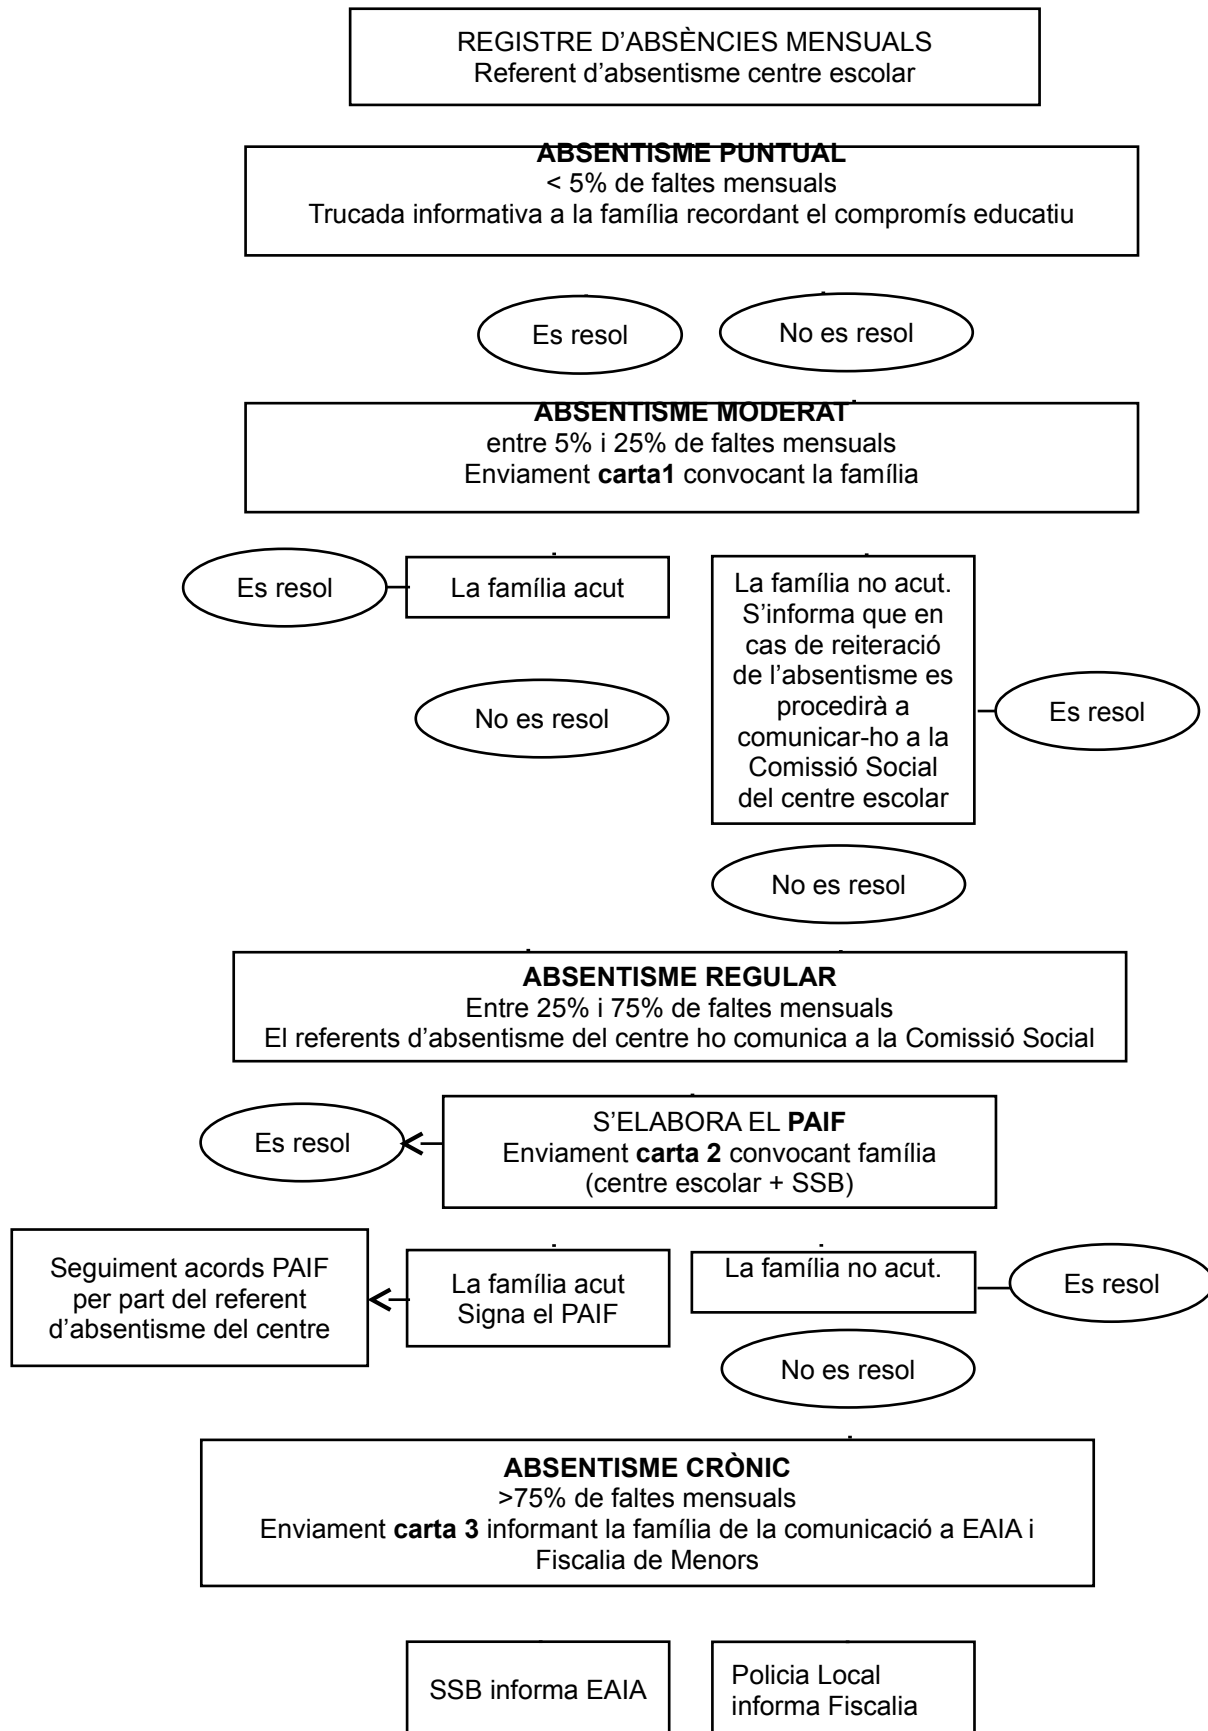 REGISTRE D’ABSÈNCIES MENSUALS
Referent d’absentisme centre escolar
ABSENTISME PUNTUAL
< 5% de faltes mensuals
Trucada informativa a la família recordant el compromís educatiu
Es resol
No es resol
ABSENTISME MODERAT
entre 5% i 25% de faltes mensuals
Enviament carta1 convocant la família
Es resol
La família acut
La família no acut.
S’informa que en
cas de reiteració
de l’absentisme es
procedirà a
comunicar-ho a la
Comissió Social
del centre escolar
No es resol
Es resol
No es resol
ABSENTISME REGULAR
Entre 25% i 75% de faltes mensuals
El referents d’absentisme del centre ho comunica a la Comissió Social
Es resol
S’ELABORA EL PAIF
Enviament carta 2 convocant família
(centre escolar + SSB)
Seguiment acords PAIF
per part del referent
d’absentisme del centre
La família acut
Signa el PAIF
La família no acut.
Es resol
No es resol
ABSENTISME CRÒNIC
>75% de faltes mensuals
Enviament carta 3 informant la família de la comunicació a EAIA i
Fiscalia de Menors
SSB informa EAIA
Policia Local
informa Fiscalia